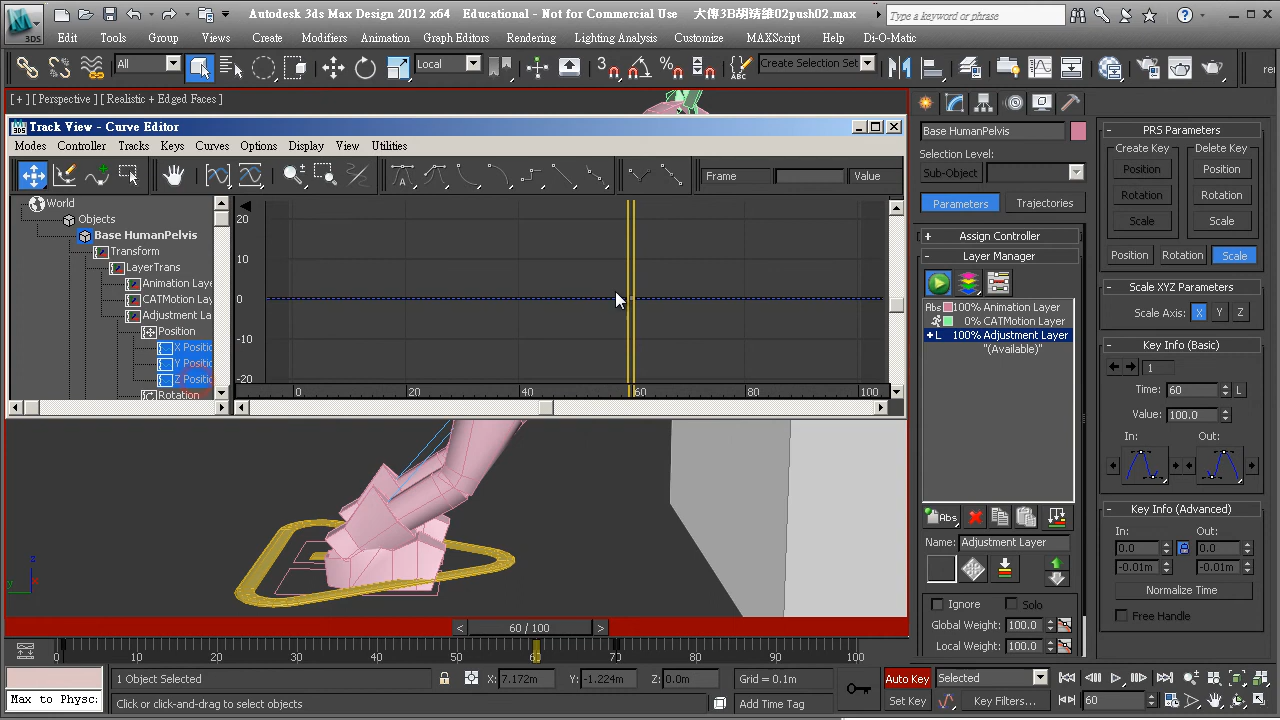 3DS
Autodesk 3ds Max Design 2012 x64 Educational - Not for Commercial Use 大傳3B胡婧雒02push02.max
Type a keyword or phrase
Edit Tools Group Views Create Modifiers Animation Graph Editors Rendering Lighting Analysis Customize MAXScript Help Di-O-Matic
All Local 3 Create Selection Set re
[ + ] [ Perspective ] [ Realistic + Edged Faces ]
Track View - Curve Editor
Modes Controller Tracks Keys Curves Options Display View Utilities
Frame Value
World
Objects
Base HumanPelvis
Transform
LayerTrans
Animation Laye
CATMotion Lay
Adjustment La
Position
X Positio
Y Positio
Z Positio
Rotation
20
10
0
-10
-20
0 20 40 60 80 100
Base HumanPelvis
Selection Level:
Sub-Object
Parameters Trajectories
+ Assign Controller
- Layer Manager
Abs 100% Animation Layer
0% CATMotion Layer
+ L 100% Adjustment Layer
"(Available)"
Abs
Name: Adjustment Layer
Ignore Solo
Global Weight: 100.0
Local Weight: 100.0
- PRS Parameters
Create Key Delete Key
Position Position
Rotation Rotation
Scale Scale
Position Rotation Scale
- Scale XYZ Parameters
Scale Axis: X Y Z
- Key Info (Basic)
1
Time: 60 L
Value: 100.0
In: Out:
- Key Info (Advanced)
In: Out:
0.0 0.0
-0.01m -0.01m
Normalize Time
Free Handle
z
y x
< 60 / 100 >
0 10 20 30 40 50 60 70 80 90 100
1 Object Selected X: 7.172m Y: -1.224m Z: 0.0m Grid = 0.1m Auto Key Selected
Max to Physc: Click or click-and-drag to select objects Add Time Tag Set Key Key Filters... 60